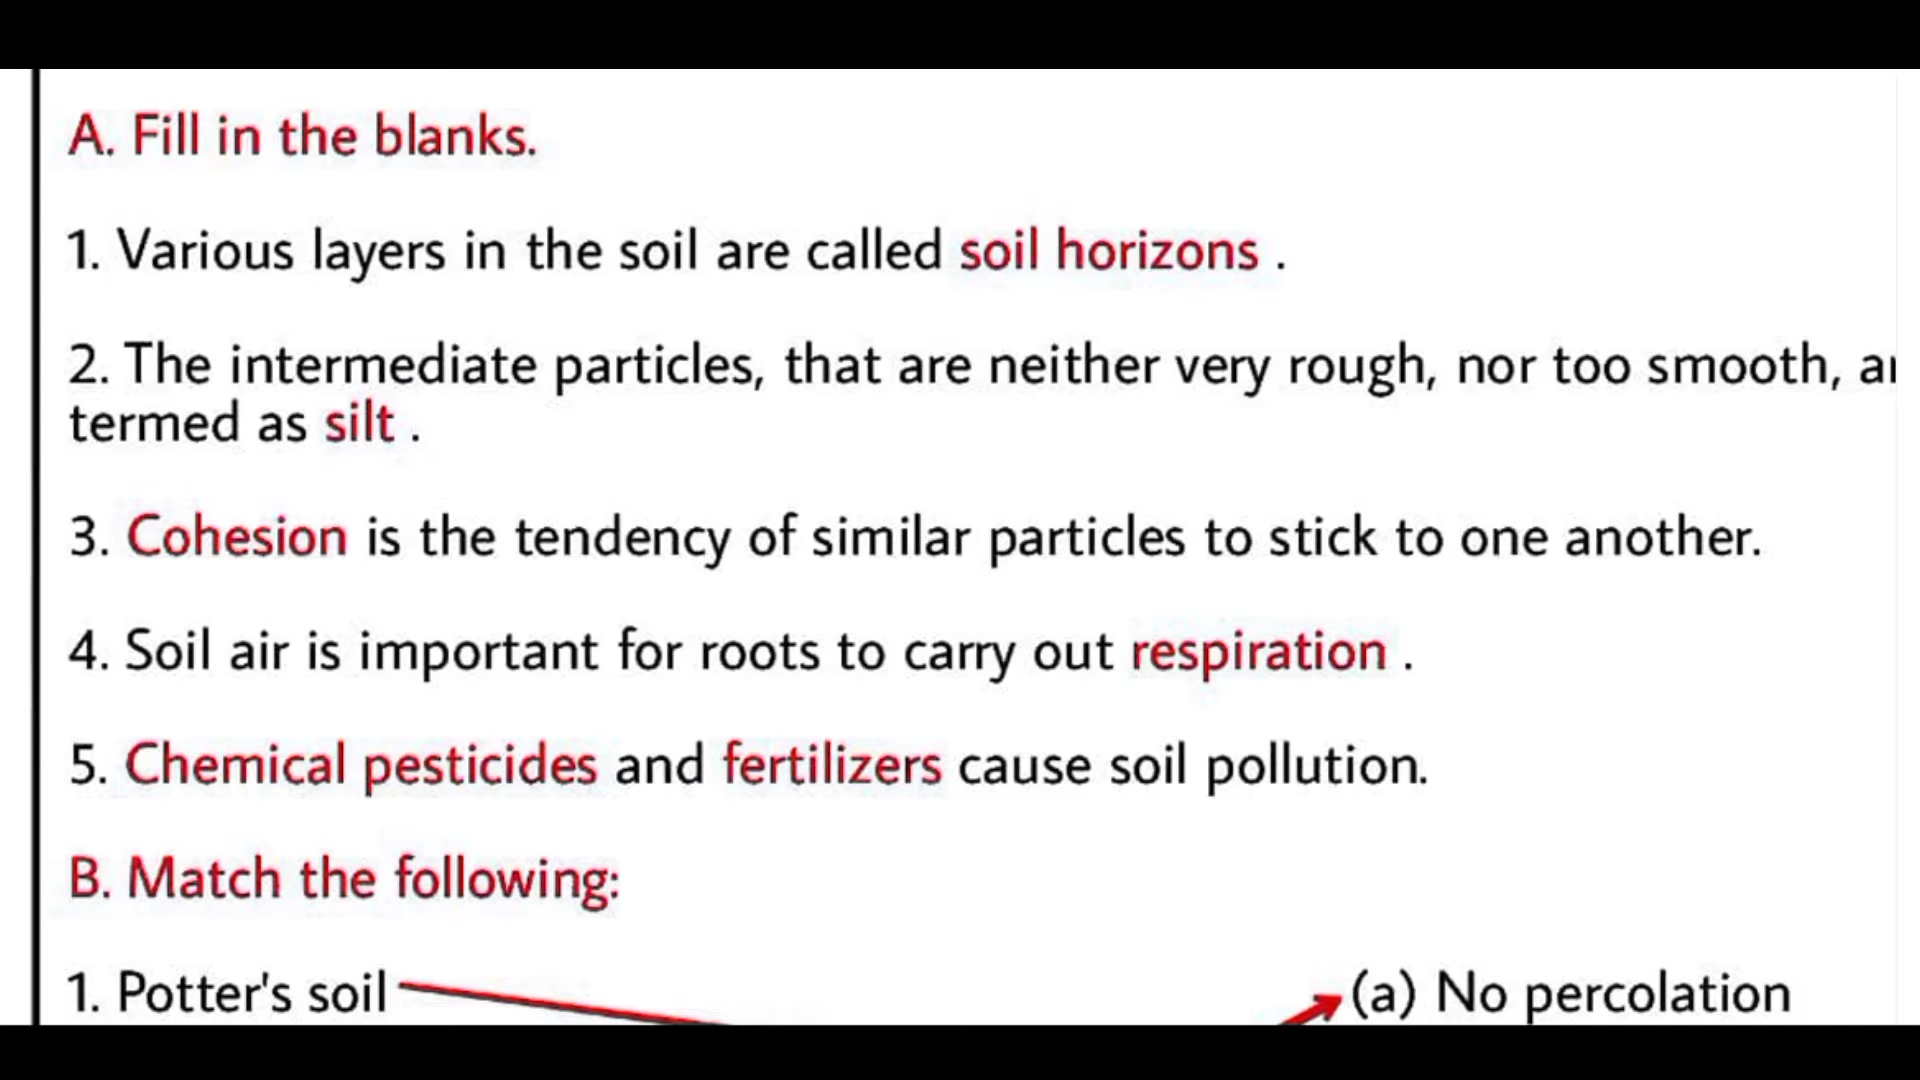 A. Fill in the blanks.
1. Various layers in the soil are called soil horizons .
2. The intermediate particles, that are neither very rough, nor too smooth,
termed as silt .
3. Cohesion is the tendency of similar particles to stick to one another.
4. Soil air is important for roots to carry out respiration .
5. Chemical pesticides and fertilizers cause soil pollution.
B. Match the following:
1. Potter's soil
(a) No percolation